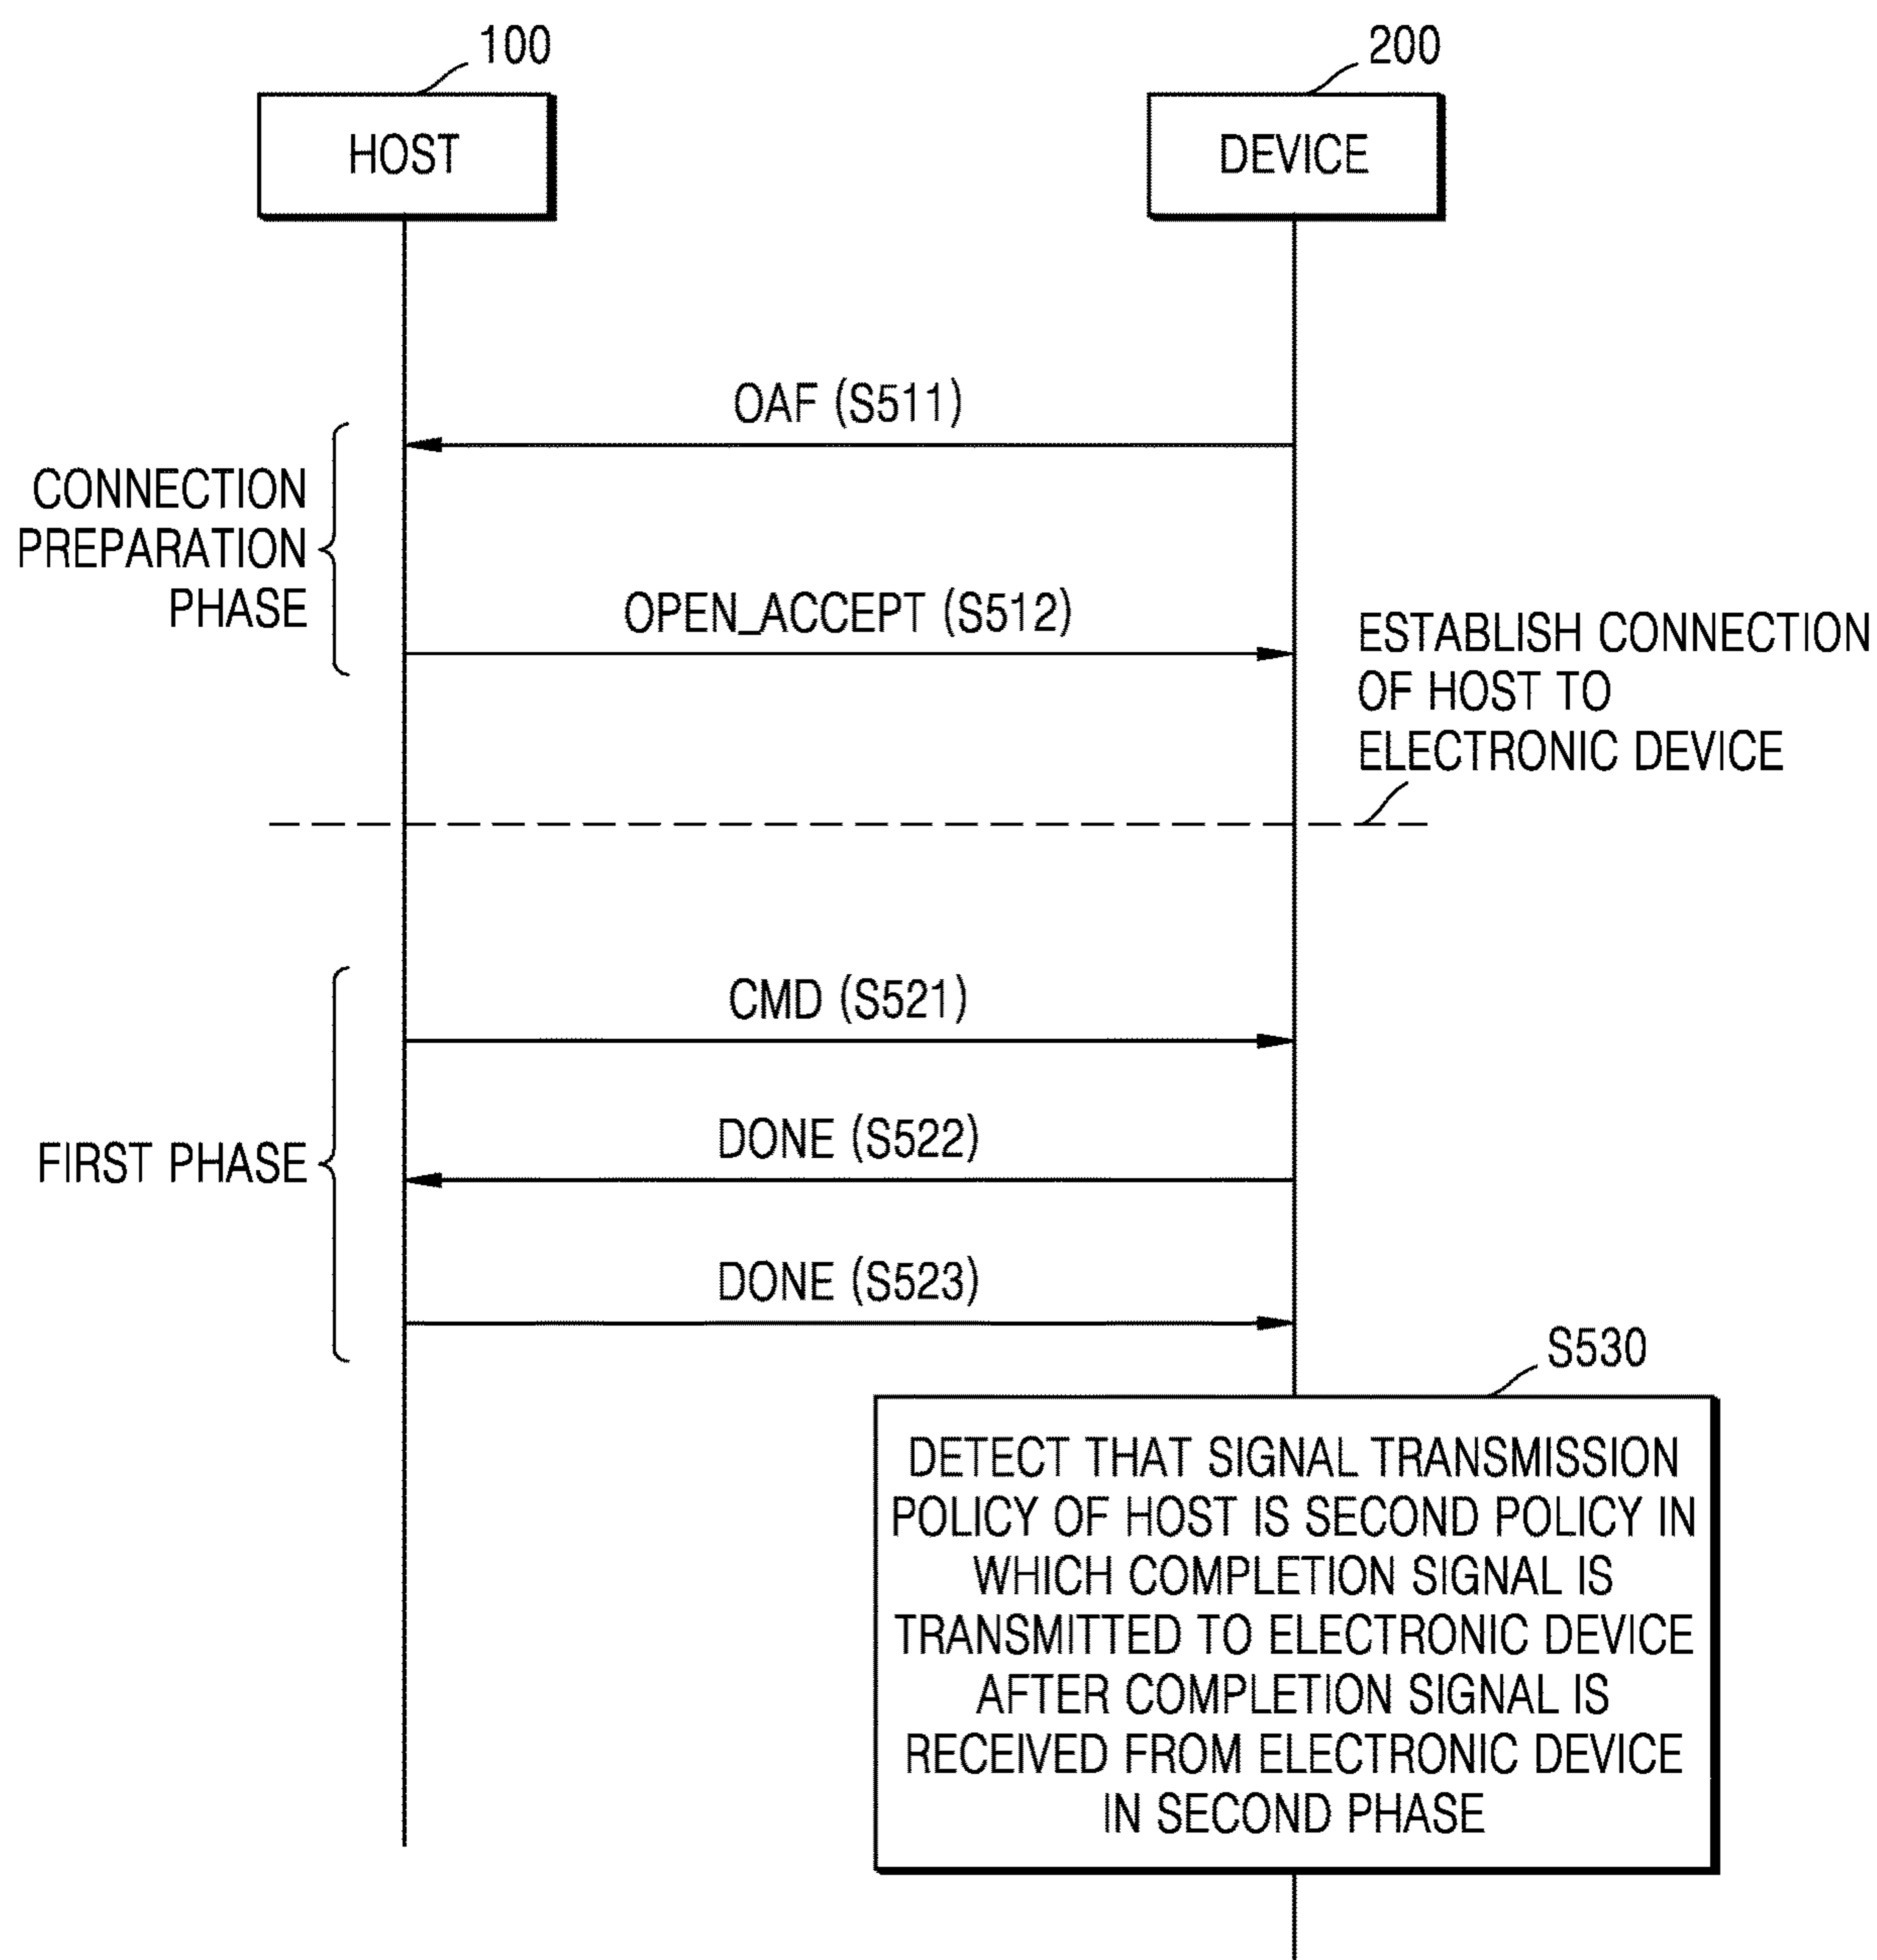 100
200
HOST
DEVICE
OAF (S511)
CONNECTION
PREPARATION
PHASE
OPEN_ACCEPT (S512)
ESTABLISH CONNECTION
OF HOST TO
ELECTRONIC DEVICE
CMD (S521)
DONE (S522)
FIRST PHASE
DONE (S523)
S530
DETECT THAT SIGNAL TRANSMISSION
POLICY OF HOST IS SECOND POLICY IN
WHICH COMPLETION SIGNAL IS
TRANSMITTED TO ELECTRONIC DEVICE
AFTER COMPLETION SIGNAL IS
RECEIVED FROM ELECTRONIC DEVICE
IN SECOND PHASE